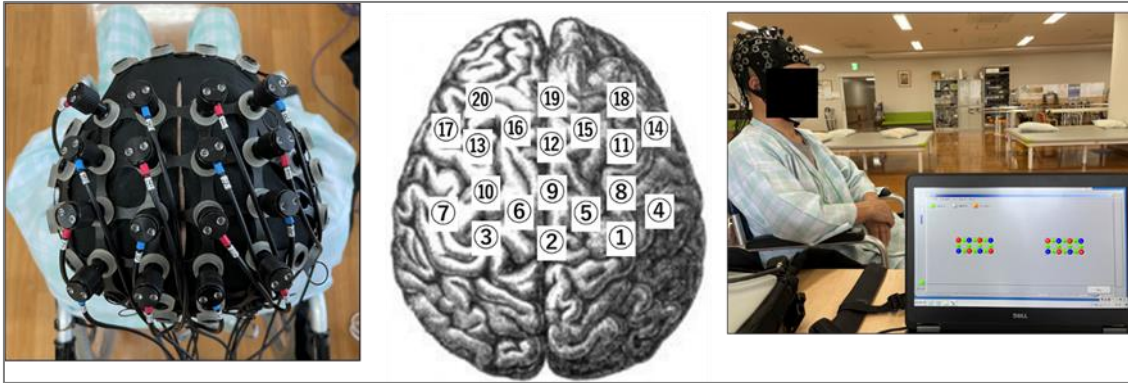 ⑳ ⑲ ⑱
⑰ ⑯ ⑮ ⑭
⑬ ⑫ ⑪
⑩ ⑨ ⑧
⑦ ⑥ ⑤ ④
③ ② ①
DELL